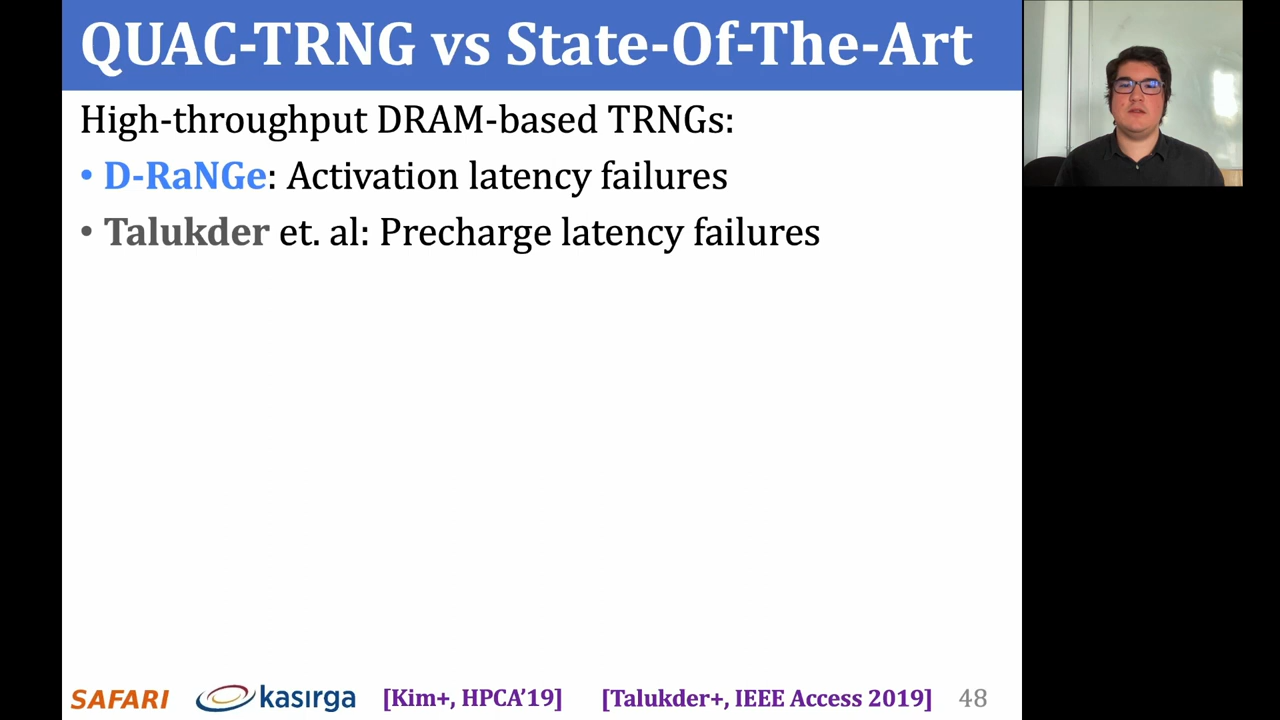 QUAC-TRNG vs State-Of-The-Art
High-throughput DRAM-based TRNGs:
• D-RaNGe: Activation latency failures
• Talukder et. al: Precharge latency failures
SAFARI kasırga [Kim+, HPCA'19] [Talukder+, IEEE Access 2019] 48